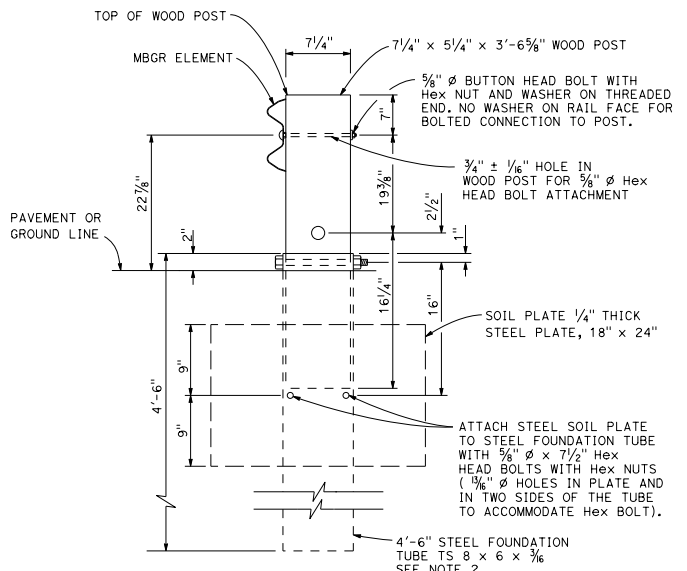 TOP OF WOOD POST
7¼"
7¼" x 5¼" x 3'-6⅝" WOOD POST
MBGR ELEMENT
⅝" Ø BUTTON HEAD BOLT WITH
Hex NUT AND WASHER ON THREADED
END. NO WASHER ON RAIL FACE FOR
BOLTED CONNECTION TO POST.
7"
¾" ± 1/16" HOLE IN
WOOD POST FOR ⅝" Ø Hex
HEAD BOLT ATTACHMENT
22⅞"
19⅜"
2½"
PAVEMENT OR
GROUND LINE
2"
1"
16¼"
16"
SOIL PLATE ¼" THICK
STEEL PLATE, 18" x 24"
9"
4'-6"
9"
ATTACH STEEL SOIL PLATE
TO STEEL FOUNDATION TUBE
WITH ⅝" Ø x 7½" Hex
HEAD BOLTS WITH Hex NUTS
( 13/16" Ø HOLES IN PLATE AND
IN TWO SIDES OF THE TUBE
TO ACCOMMODATE Hex BOLT).
4'-6" STEEL FOUNDATION
TUBE TS 8 x 6 x 3/16
SEE NOTE 2